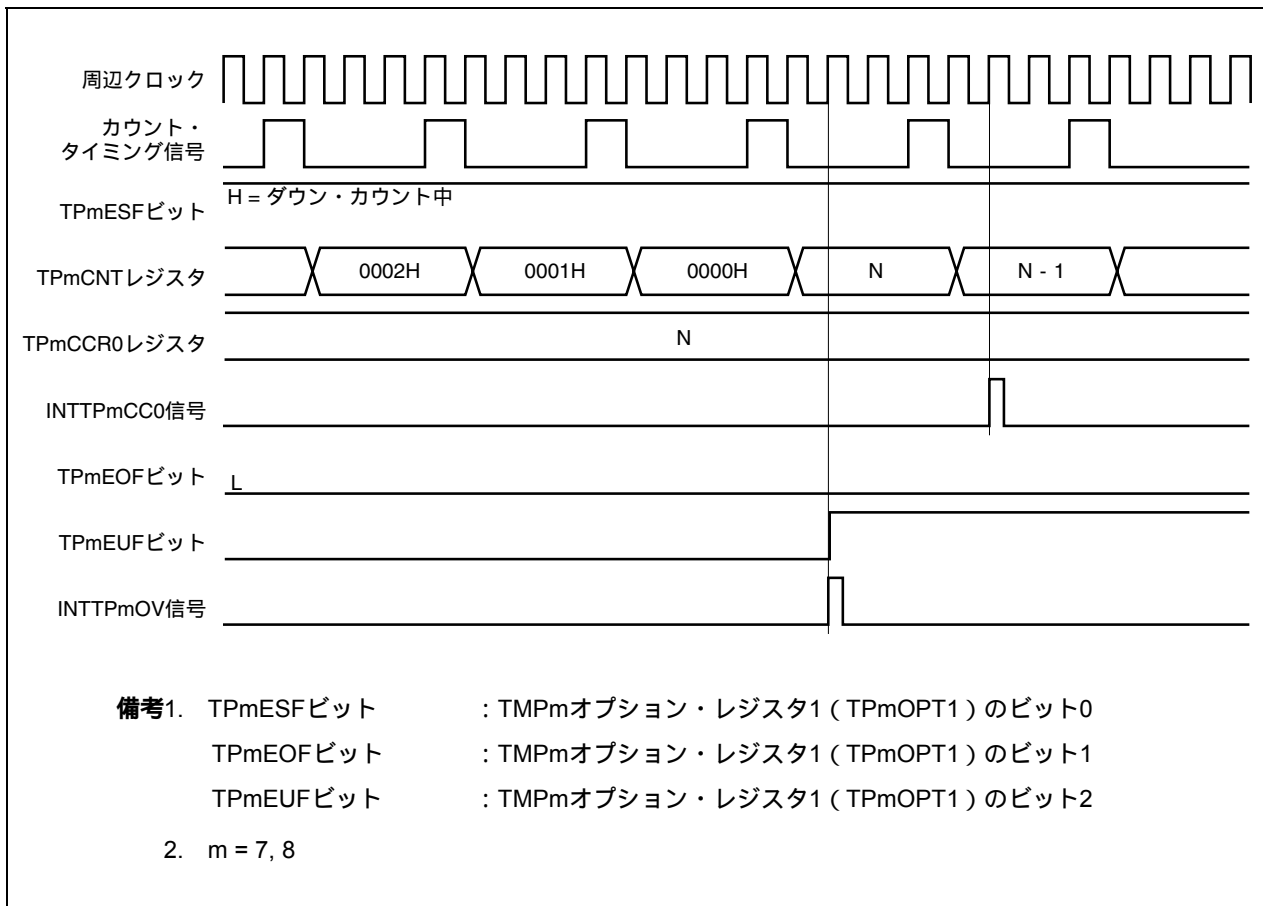 周辺クロック
カウント・
タイミング信号
TPmESFビット
H = ダウン・カウント中
TPmCNTレジスタ
0002H 0001H 0000H N N - 1
TPmCCR0レジスタ
N
INTTPmCC0信号
TPmEOFビット
L
TPmEUFビット
INTTPmOV信号
備考1. TPmESFビット :TMPmオプション・レジスタ1(TPmOPT1)のビット0
TPmEOFビット :TMPmオプション・レジスタ1(TPmOPT1)のビット1
TPmEUFビット :TMPmオプション・レジスタ1(TPmOPT1)のビット2
2. m = 7, 8